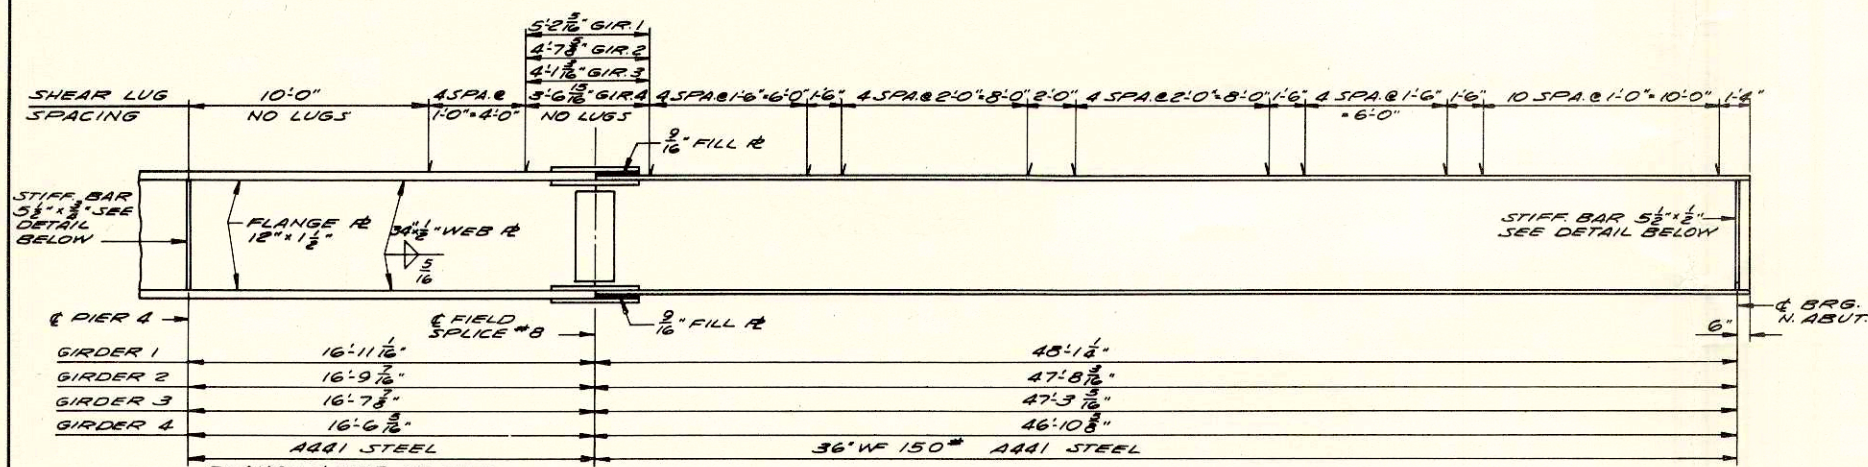 5'-2 5/16" GIR. 1
4'-7 5/8" GIR. 2
4'-1 3/16" GIR. 3
SHEAR LUG SPACING
10'-0" NO LUGS
4 SPA. @ 1'-0" = 4'-0"
3'-6 15/16" GIR. 4 NO LUGS
4 SPA. @ 1'-6" = 6'-0"
1'-6"
4 SPA. @ 2'-0" = 8'-0"
2'-0"
4 SPA. @ 2'-0" = 8'-0"
1'-6"
4 SPA. @ 1'-6" = 6'-0"
1'-6"
10 SPA. @ 1'-0" = 10'-0"
1'-4"
9/16" FILL ℄
STIFF. BAR
5 1/2" x 1/2" SEE
DETAIL
BELOW
FLANGE ℄
12" x 1 1/2"
34" x 1/2" WEB ℄
5/16
STIFF. BAR 5 1/2" x 1/2"
SEE DETAIL BELOW
℄ PIER 4
℄ FIELD
SPLICE #8
9/16" FILL ℄
6"
℄ BRG.
N. ABUT.
GIRDER 1 16'-11 1/16" 48'-1 1/4"
GIRDER 2 16'-9 7/16" 47'-8 3/16"
GIRDER 3 16'-7 7/8" 47'-3 5/16"
GIRDER 4 16'-6 5/16" 46'-10 5/8"
A441 STEEL 36" WF 150# A441 STEEL